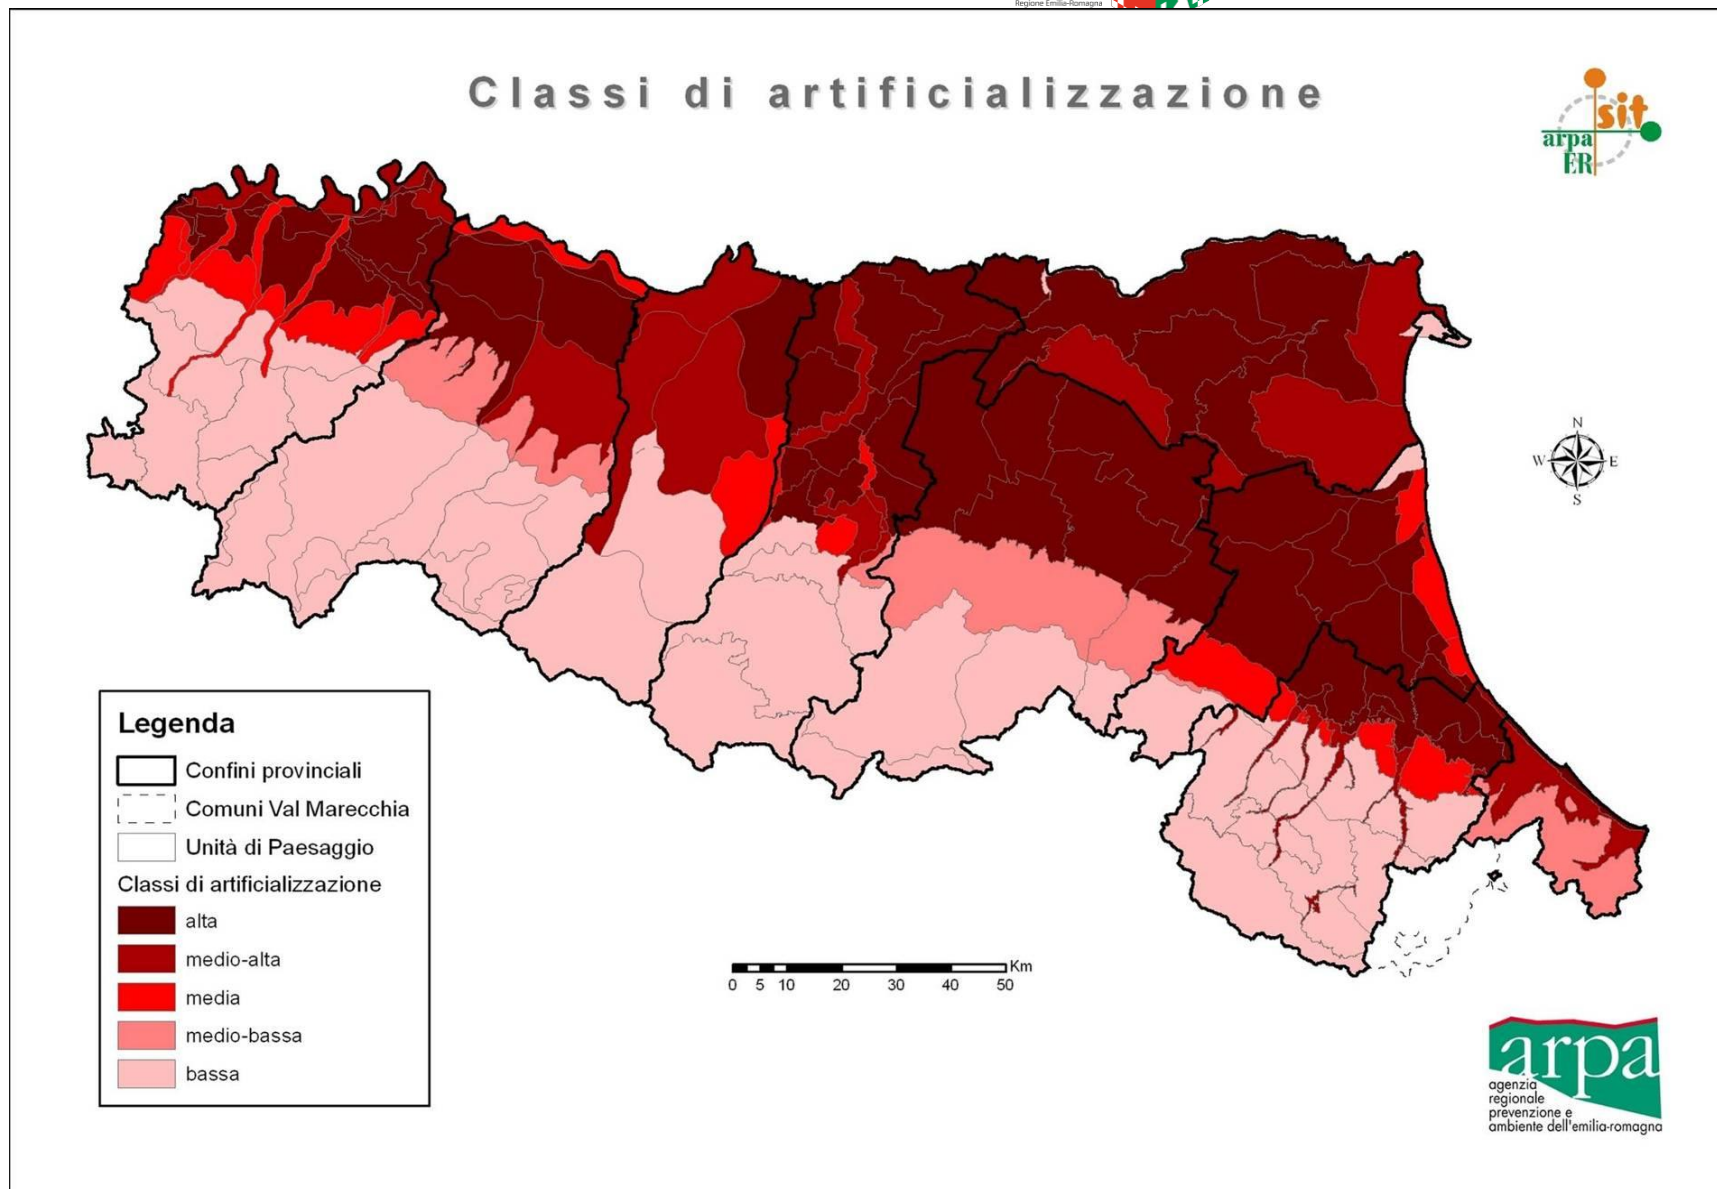 Regione Emilia-Romagna
Classi di artificializzazione
sit
arpa
ER
N
W E
S
Legenda
Confini provinciali
Comuni Val Marecchia
Unità di Paesaggio
Classi di artificializzazione
alta
medio-alta
media
medio-bassa
bassa
Km
0 5 10 20 30 40 50
arpa
agenzia
regionale
prevenzione e
ambiente dell'emilia-romagna